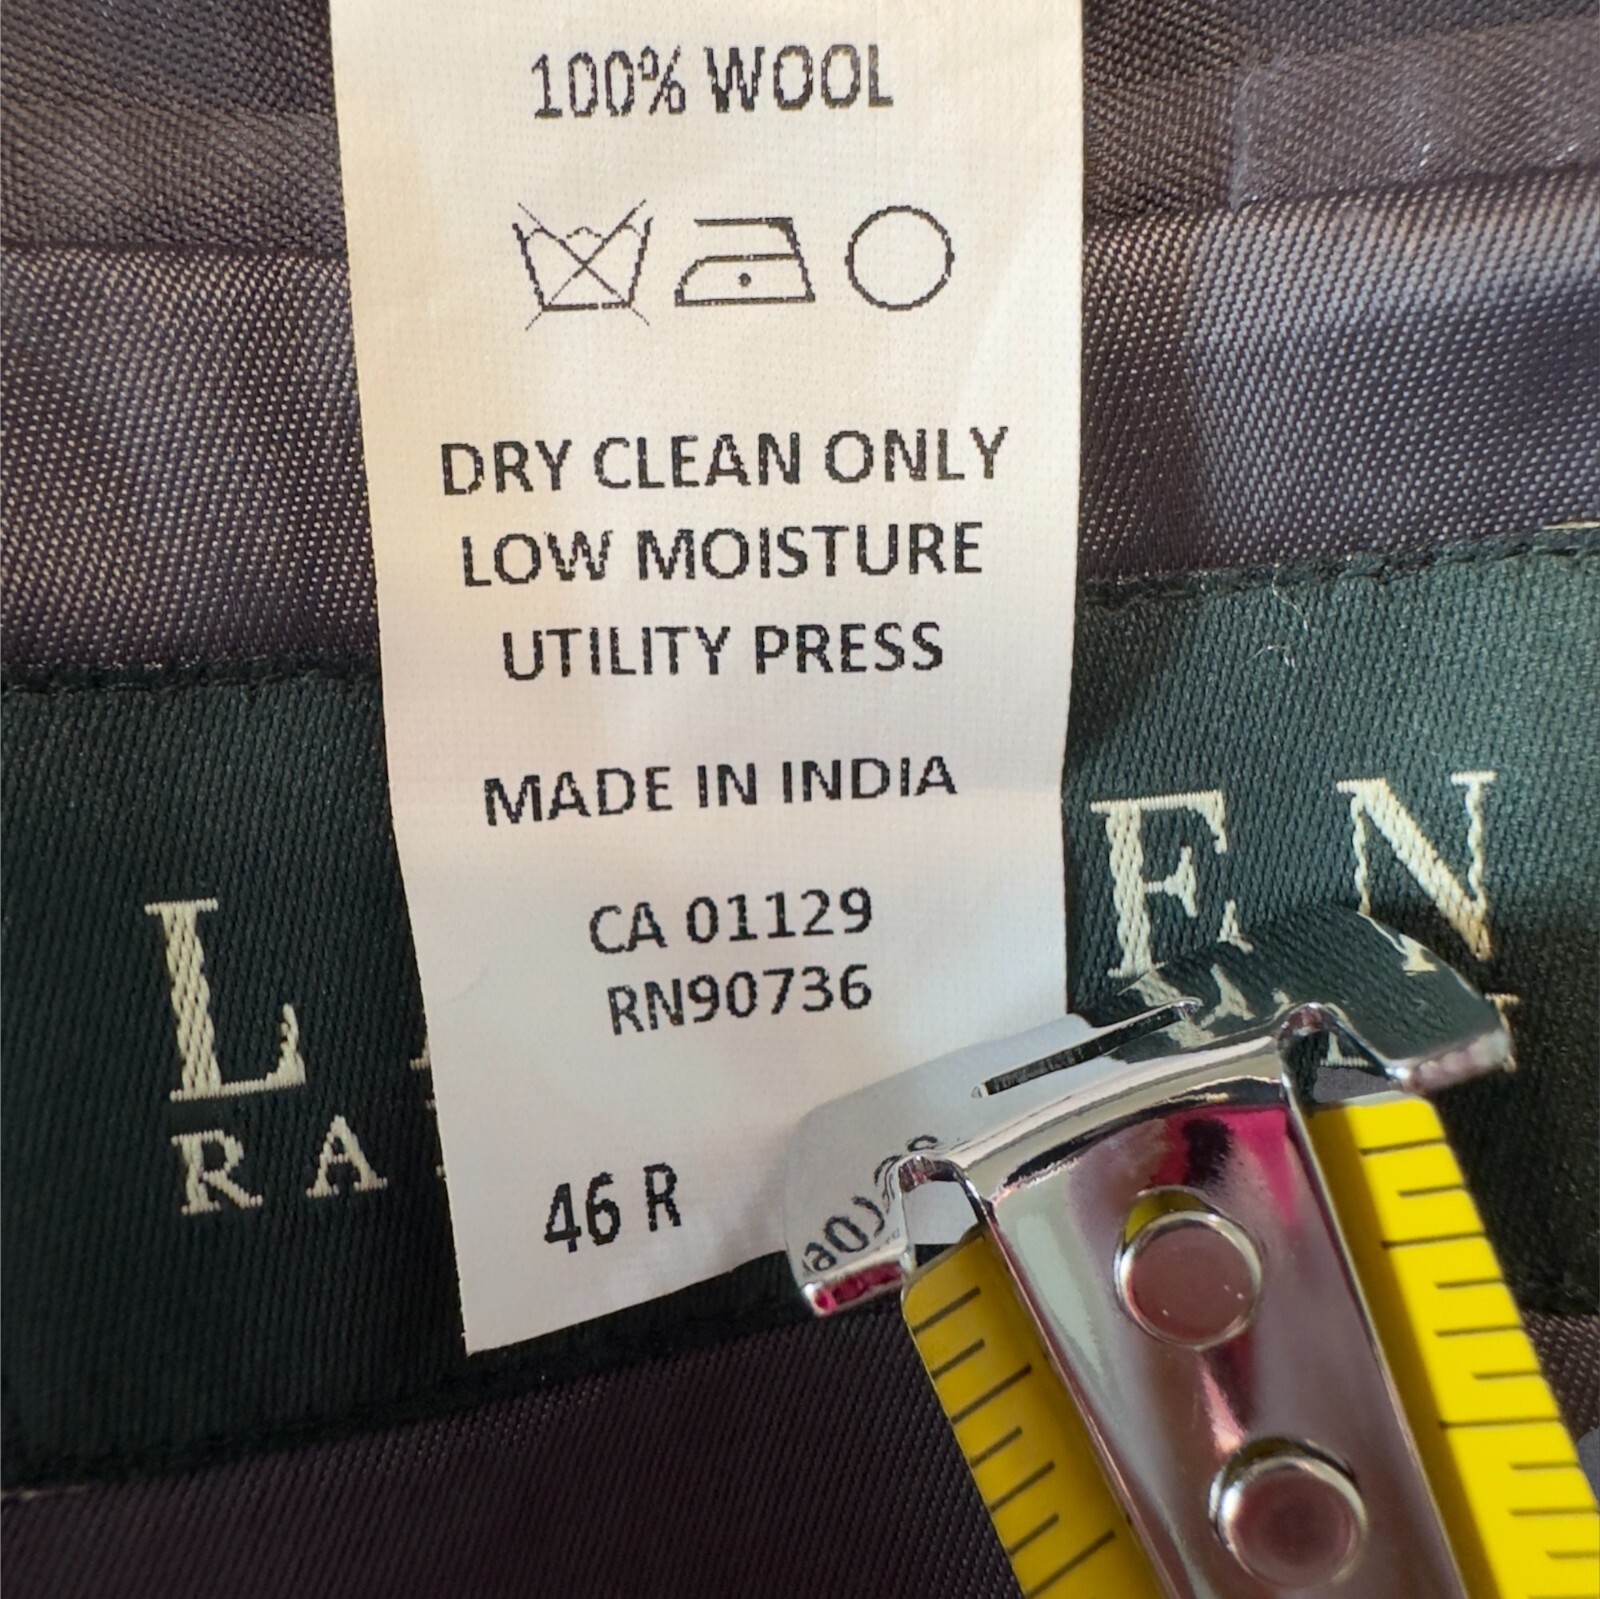 100% WOOL
DRY CLEAN ONLY
LOW MOISTURE
UTILITY PRESS
MADE IN INDIA
CA 01129
RN90736
46 R